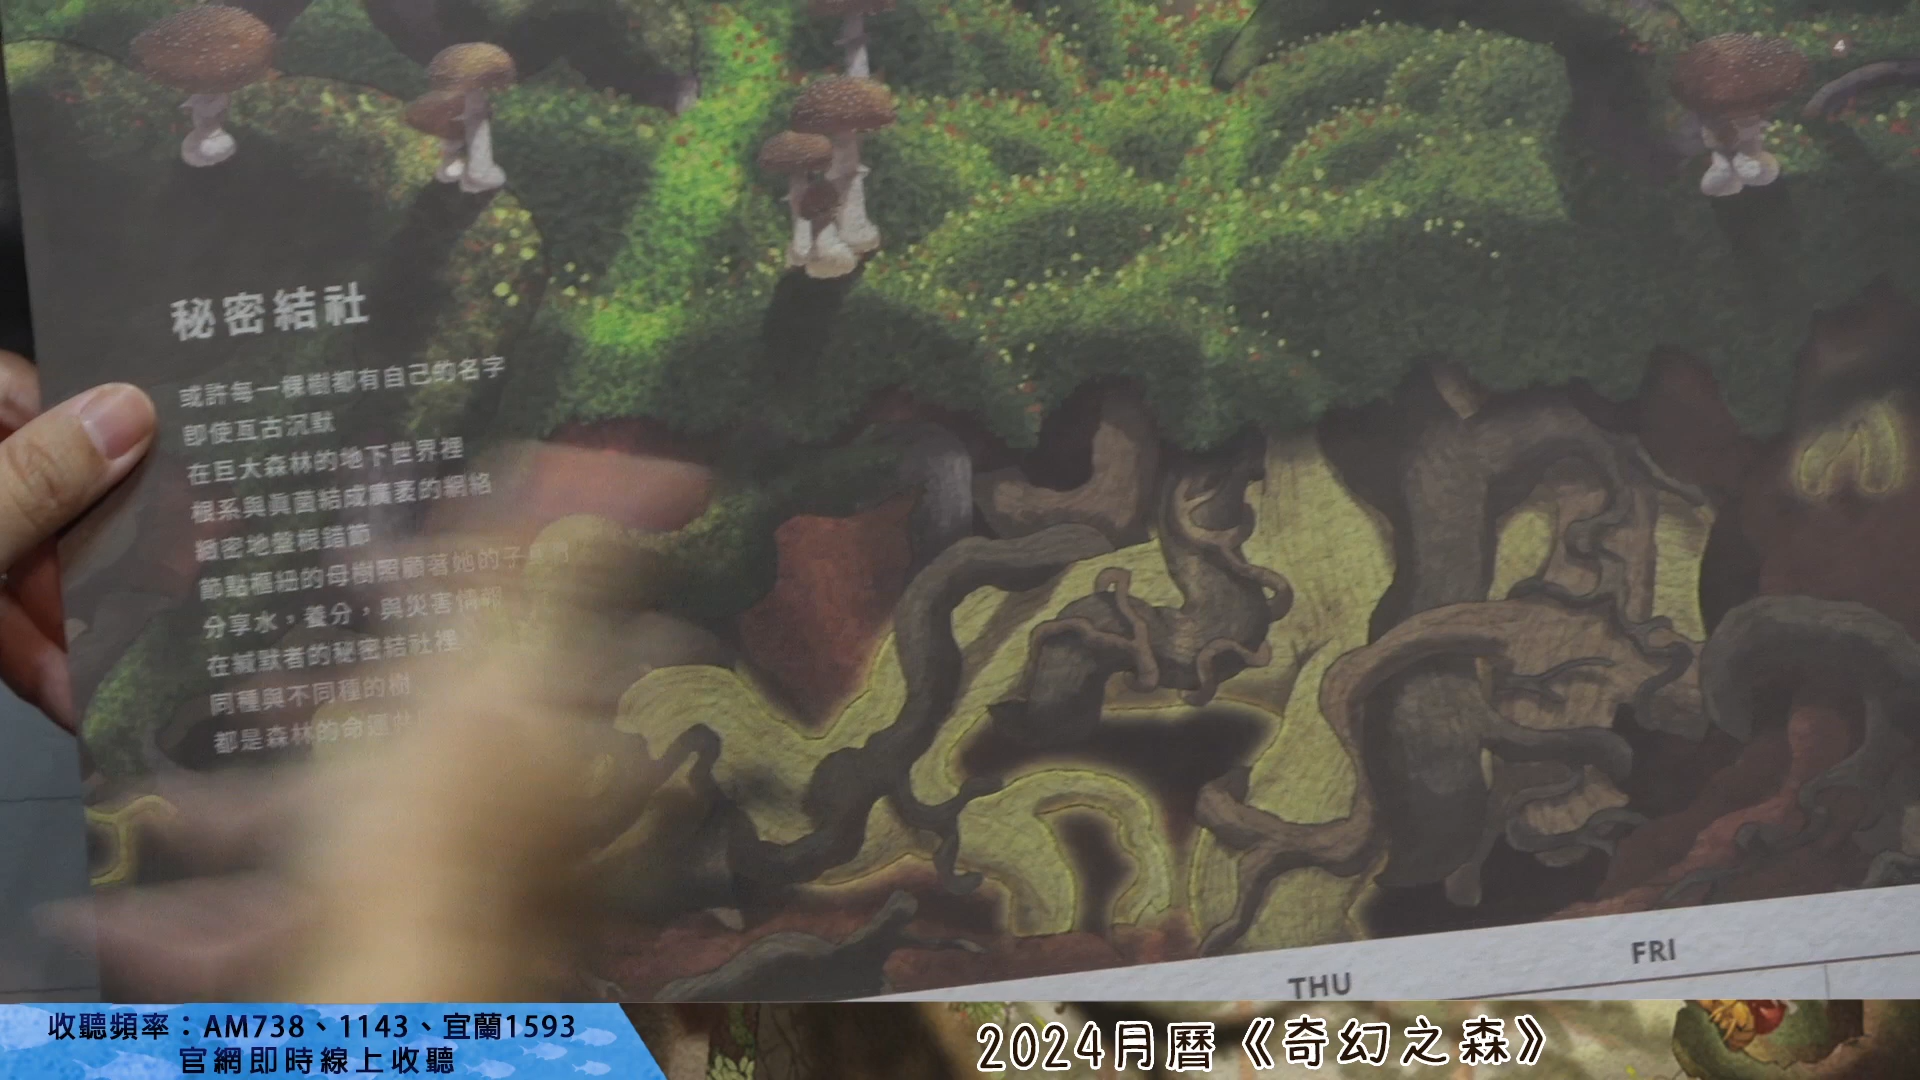 4
秘密結社
或許每一棵樹都有自己的名字
即使亙古沉默
在巨大森林的地下世界裡
根系與真菌結成廣袤的網絡
緻密地盤根錯節
節點樞紐的母樹照顧著她的子
分享水，養分，與災害情報
在緘默者的秘密結社裡
同種與不同種的樹
都是森林的命運共
THU
FRI
收聽頻率：AM738、1143、宜蘭1593
官網即時線上收聽
2024月曆《奇幻之森》